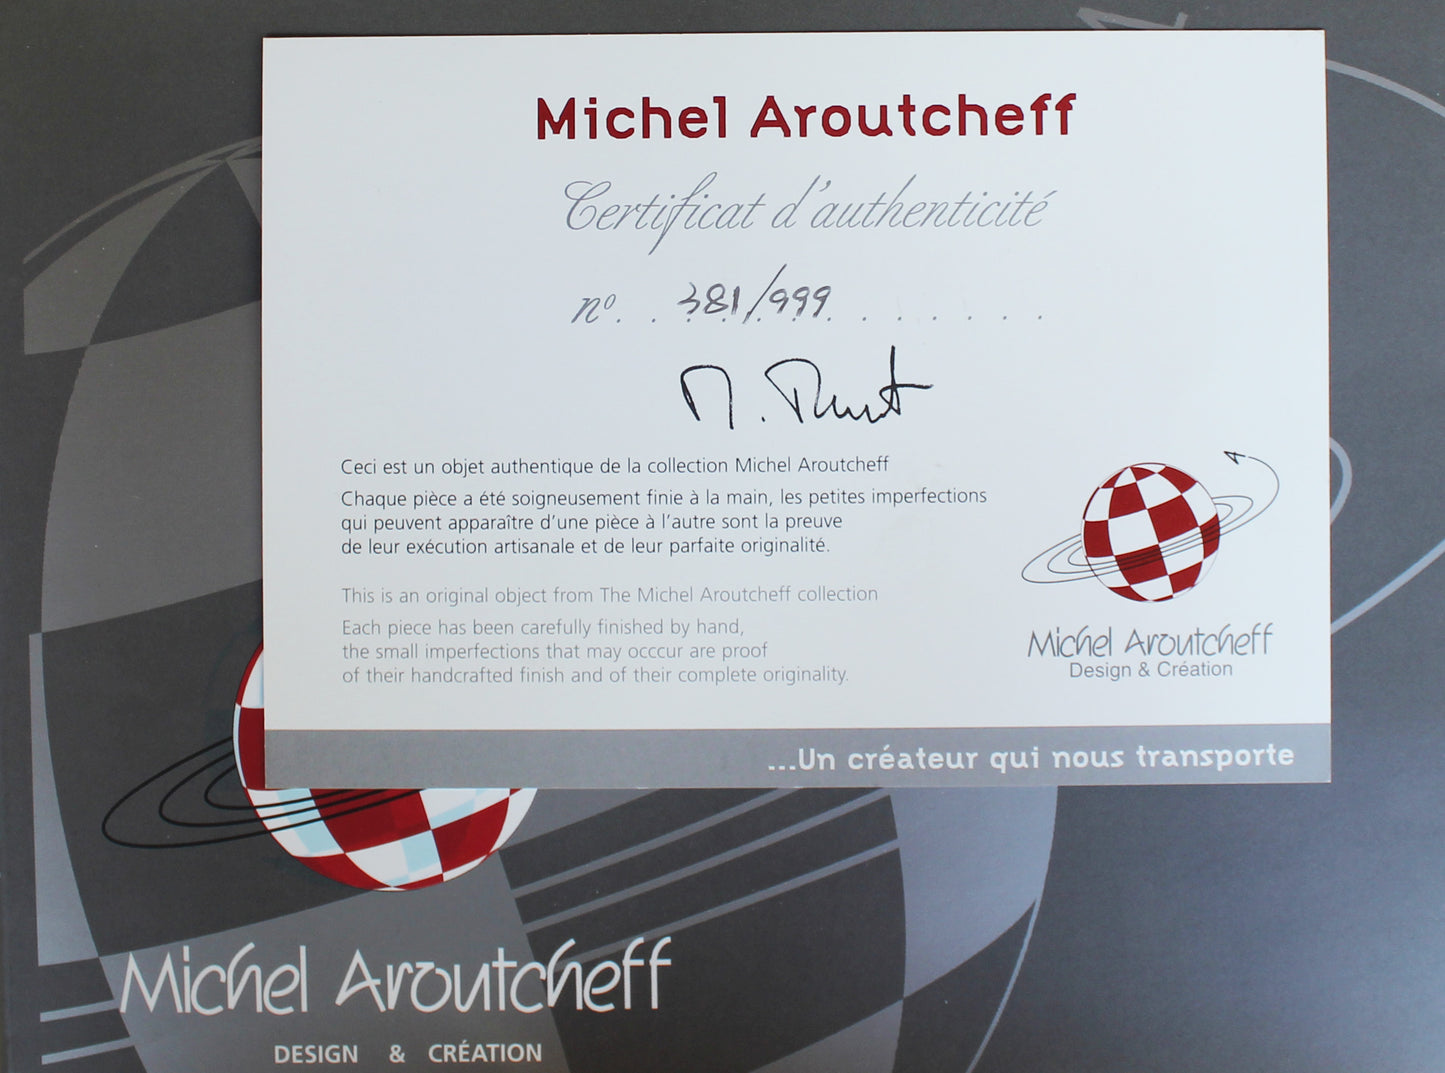 Michel Aroutcheff
Certificat d'authenticité
nº. . 381/999 . . . . . . .
Ceci est un objet authentique de la collection Michel Aroutcheff
Chaque pièce a été soigneusement finie à la main, les petites imperfections
qui peuvent apparaître d'une pièce à l'autre sont la preuve
de leur exécution artisanale et de leur parfaite originalité.
This is an original object from The Michel Aroutcheff collection
Each piece has been carefully finished by hand,
the small imperfections that may occcur are proof
of their handcrafted finish and of their complete originality.
Michel Aroutcheff
Design & Création
...Un créateur qui nous transporte
Michel Aroutcheff
DESIGN & CRÉATION